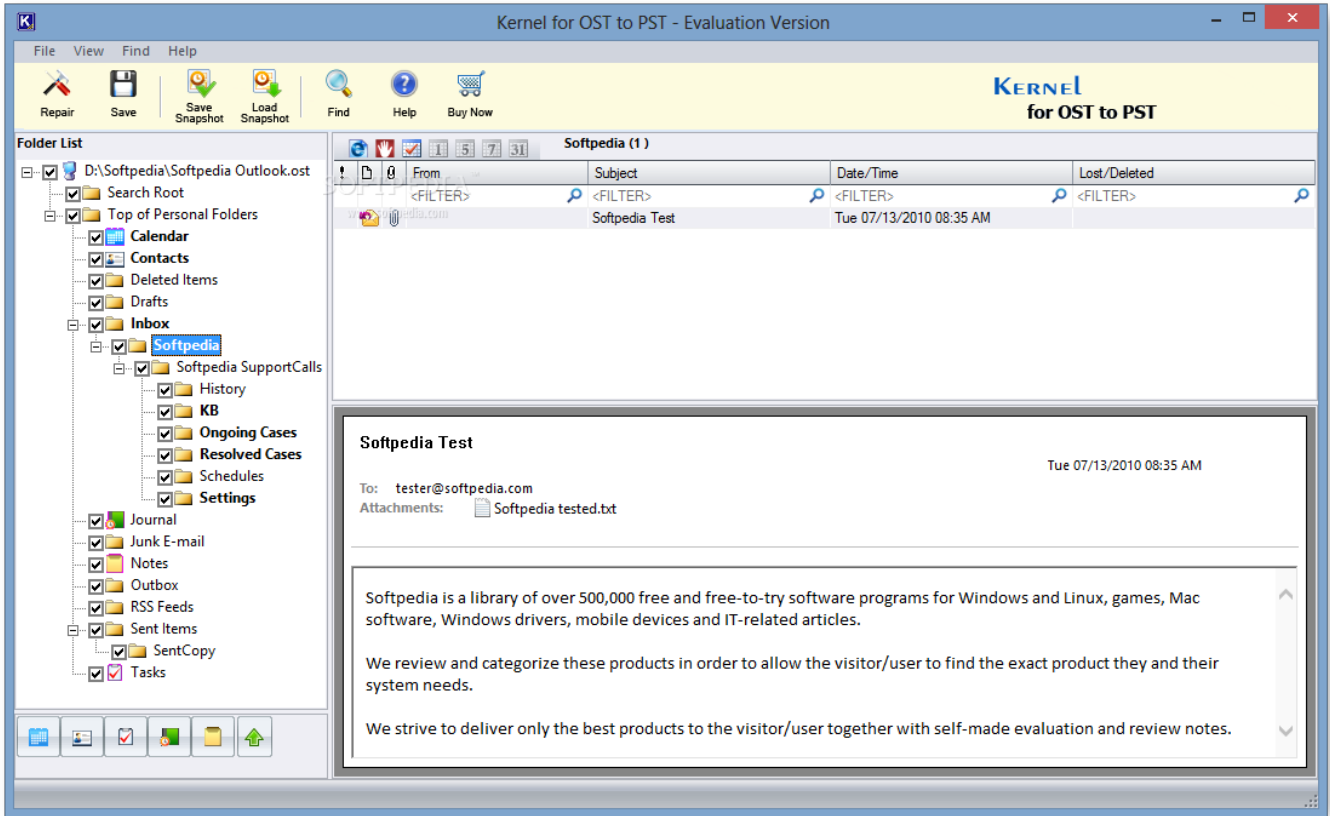 Kernel for OST to PST - Evaluation Version
File View Find Help
Repair Save Save Snapshot Load Snapshot Find Help Buy Now
KERNEL
for OST to PST
Folder List
D:\Softpedia\Softpedia Outlook.ost
Search Root
Top of Personal Folders
Calendar
Contacts
Deleted Items
Drafts
Inbox
Softpedia
Softpedia SupportCalls
History
KB
Ongoing Cases
Resolved Cases
Schedules
Settings
Journal
Junk E-mail
Notes
Outbox
RSS Feeds
Sent Items
SentCopy
Tasks
1 5 7 31 Softpedia (1 )
! From Subject Date/Time Lost/Deleted
<FILTER> <FILTER> <FILTER> <FILTER>
Softpedia Test Tue 07/13/2010 08:35 AM
SOFTPEDIA™
www.softpedia.com
Softpedia Test
Tue 07/13/2010 08:35 AM
To: tester@softpedia.com
Attachments: Softpedia tested.txt
Softpedia is a library of over 500,000 free and free-to-try software programs for Windows and Linux, games, Mac
software, Windows drivers, mobile devices and IT-related articles.
We review and categorize these products in order to allow the visitor/user to find the exact product they and their
system needs.
We strive to deliver only the best products to the visitor/user together with self-made evaluation and review notes.